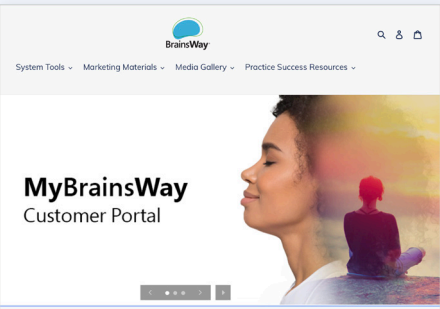 BrainsWay
System Tools Marketing Materials Media Gallery Practice Success Resources
MyBrainsWay
Customer Portal